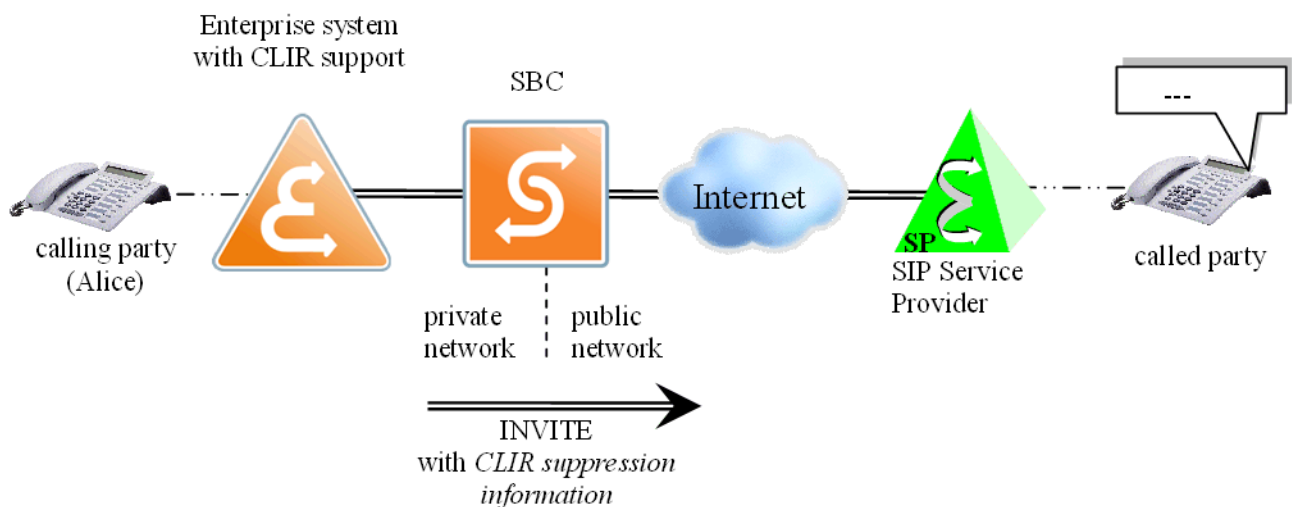 Enterprise system
with CLIR support
SBC
---
Internet
SP
calling party
(Alice)
SIP Service
Provider
called party
private
network
public
network
INVITE
with CLIR suppression
information